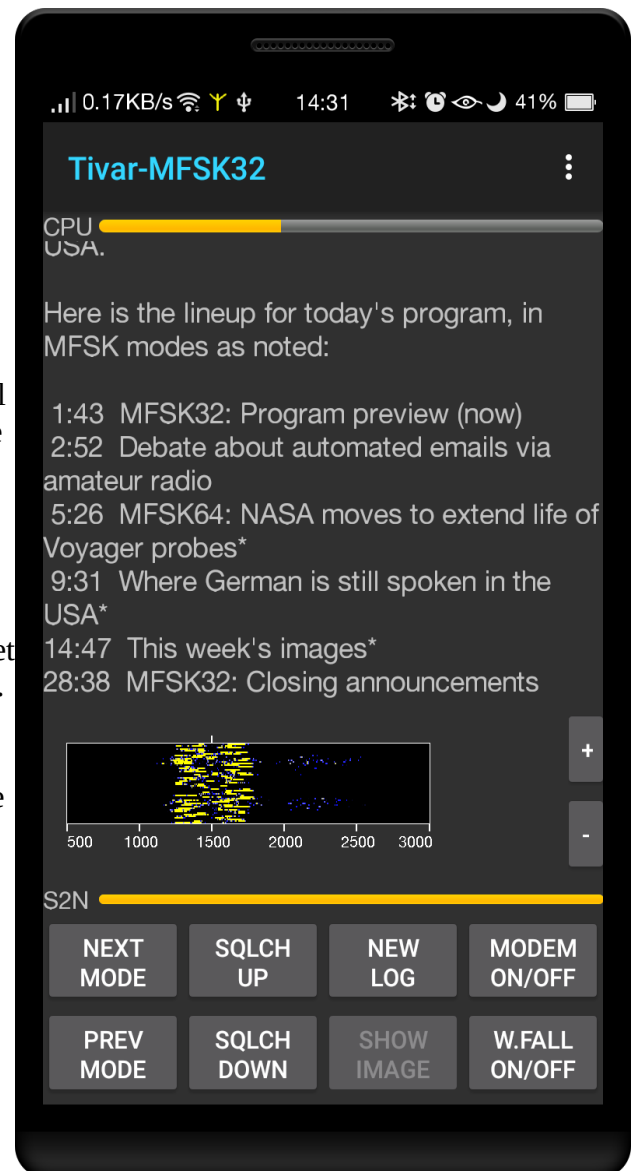 0.17KB/s 14:31 41%
Tivar-MFSK32
CPU
USA.
Here is the lineup for today's program, in
MFSK modes as noted:
1:43 MFSK32: Program preview (now)
2:52 Debate about automated emails via
amateur radio
5:26 MFSK64: NASA moves to extend life of
Voyager probes*
9:31 Where German is still spoken in the
USA*
14:47 This week's images*
28:38 MFSK32: Closing announcements
+
-
500 1000 1500 2000 2500 3000
S2N
NEXT MODE
SQLCH UP
NEW LOG
MODEM ON/OFF
PREV MODE
SQLCH DOWN
SHOW IMAGE
W.FALL ON/OFF